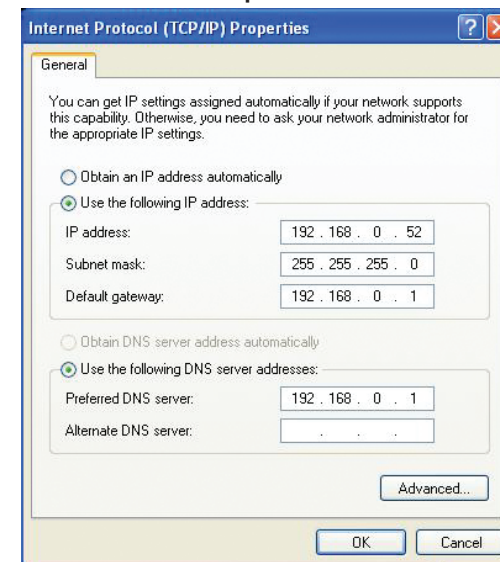 Internet Protocol (TCP/IP) Properties
General
You can get IP settings assigned automatically if your network supports
this capability. Otherwise, you need to ask your network administrator for
the appropriate IP settings.
Obtain an IP address automatically
Use the following IP address:
IP address: 192 . 168 . 0 . 52
Subnet mask: 255 . 255 . 255 . 0
Default gateway: 192 . 168 . 0 . 1
Obtain DNS server address automatically
Use the following DNS server addresses:
Preferred DNS server: 192 . 168 . 0 . 1
Alternate DNS server: . . .
Advanced...
OK Cancel